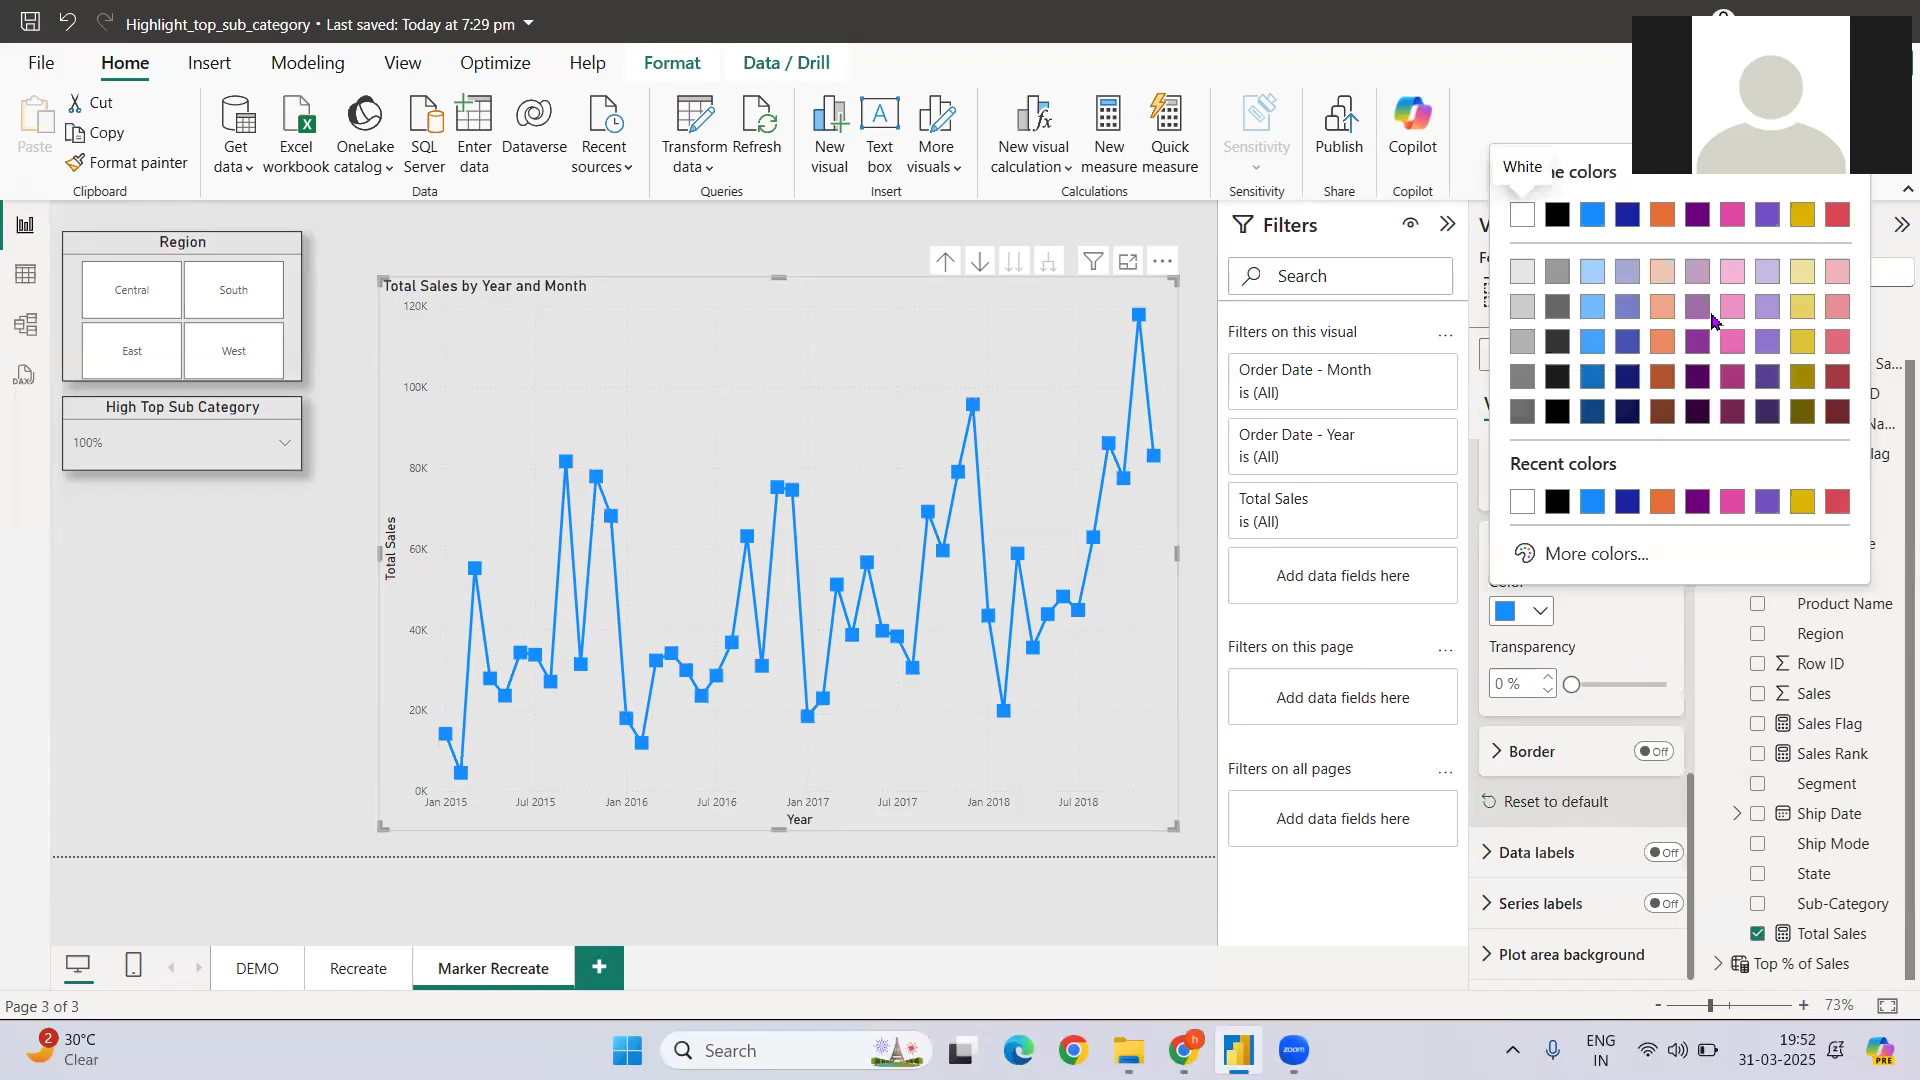 Highlight_top_sub_category • Last saved: Today at 7:29 pm
File
Home
Insert
Modeling
View
Optimize
Help
Format
Data / Drill
Paste
Cut
Copy
Format painter
Clipboard
Get data
Excel workbook
OneLake catalog
SQL Server
Enter data
Dataverse
Recent sources
Data
Transform data
Refresh
Queries
New visual
Text box
More visuals
Insert
New visual calculation
New measure
Quick measure
Calculations
Sensitivity
Sensitivity
Publish
Share
Copilot
Copilot
Region
Central
South
East
West
High Top Sub Category
100%
Total Sales by Year and Month
120K
100K
80K
60K
40K
20K
0K
Total Sales
Jan 2015
Jul 2015
Jan 2016
Jul 2016
Jan 2017
Jul 2017
Jan 2018
Jul 2018
Year
Filters
Search
Filters on this visual
Order Date - Month
is (All)
Order Date - Year
is (All)
Total Sales
is (All)
Add data fields here
Filters on this page
Add data fields here
Filters on all pages
Add data fields here
White
colors
Recent colors
More colors...
Transparency
0 %
Border
Off
Reset to default
Data labels
Off
Series labels
Off
Plot area background
Product Name
Region
Row ID
Sales
Sales Flag
Sales Rank
Segment
Ship Date
Ship Mode
State
Sub-Category
Total Sales
Top % of Sales
DAX
DEMO
Recreate
Marker Recreate
Page 3 of 3
73%
2
30°C
Clear
Search
h
zoom
ENG
IN
19:52
31-03-2025
PRE